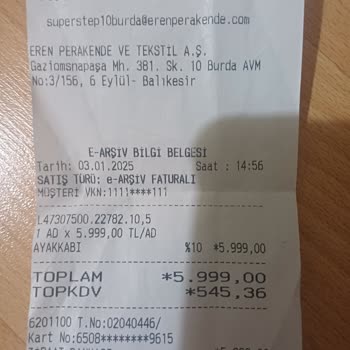 superstep10burda@erenperakende.com
EREN PERAKENDE VE TEKSTİL A.Ş.
Gaziomsnapaşa Mh. 381. Sk. 10 Burda AVM
No:3/156, 6 Eylül- Balıkesir
E-ARŞİV BİLGİ BELGESİ
Tarih: 03.01.2025 Saat : 14:56
SATIŞ TÜRÜ: e-ARŞİV FATURALI
MÜŞTERİ VKN:1111****111
L47307500.22782.10,5
1 AD x 5.999,00 TL/AD
AYAKKABI %10 *5.999,00
TOPLAM *5.999,00
TOPKDV *545,36
6201100 T.No:02040446/
Kart No:6508********9615